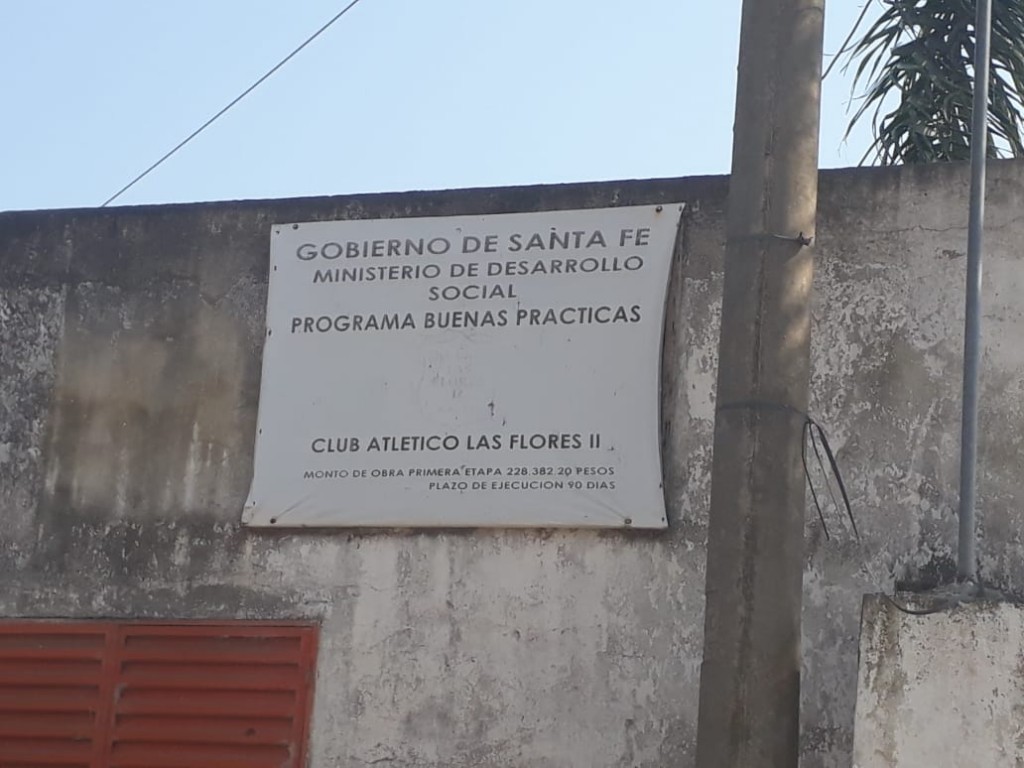 GOBIERNO DE SANTA FE
MINISTERIO DE DESARROLLO
SOCIAL
PROGRAMA BUENAS PRACTICAS
CLUB ATLETICO LAS FLORES II
MONTO DE OBRA PRIMERA ETAPA 228.382.20 PESOS
PLAZO DE EJECUCION 90 DIAS